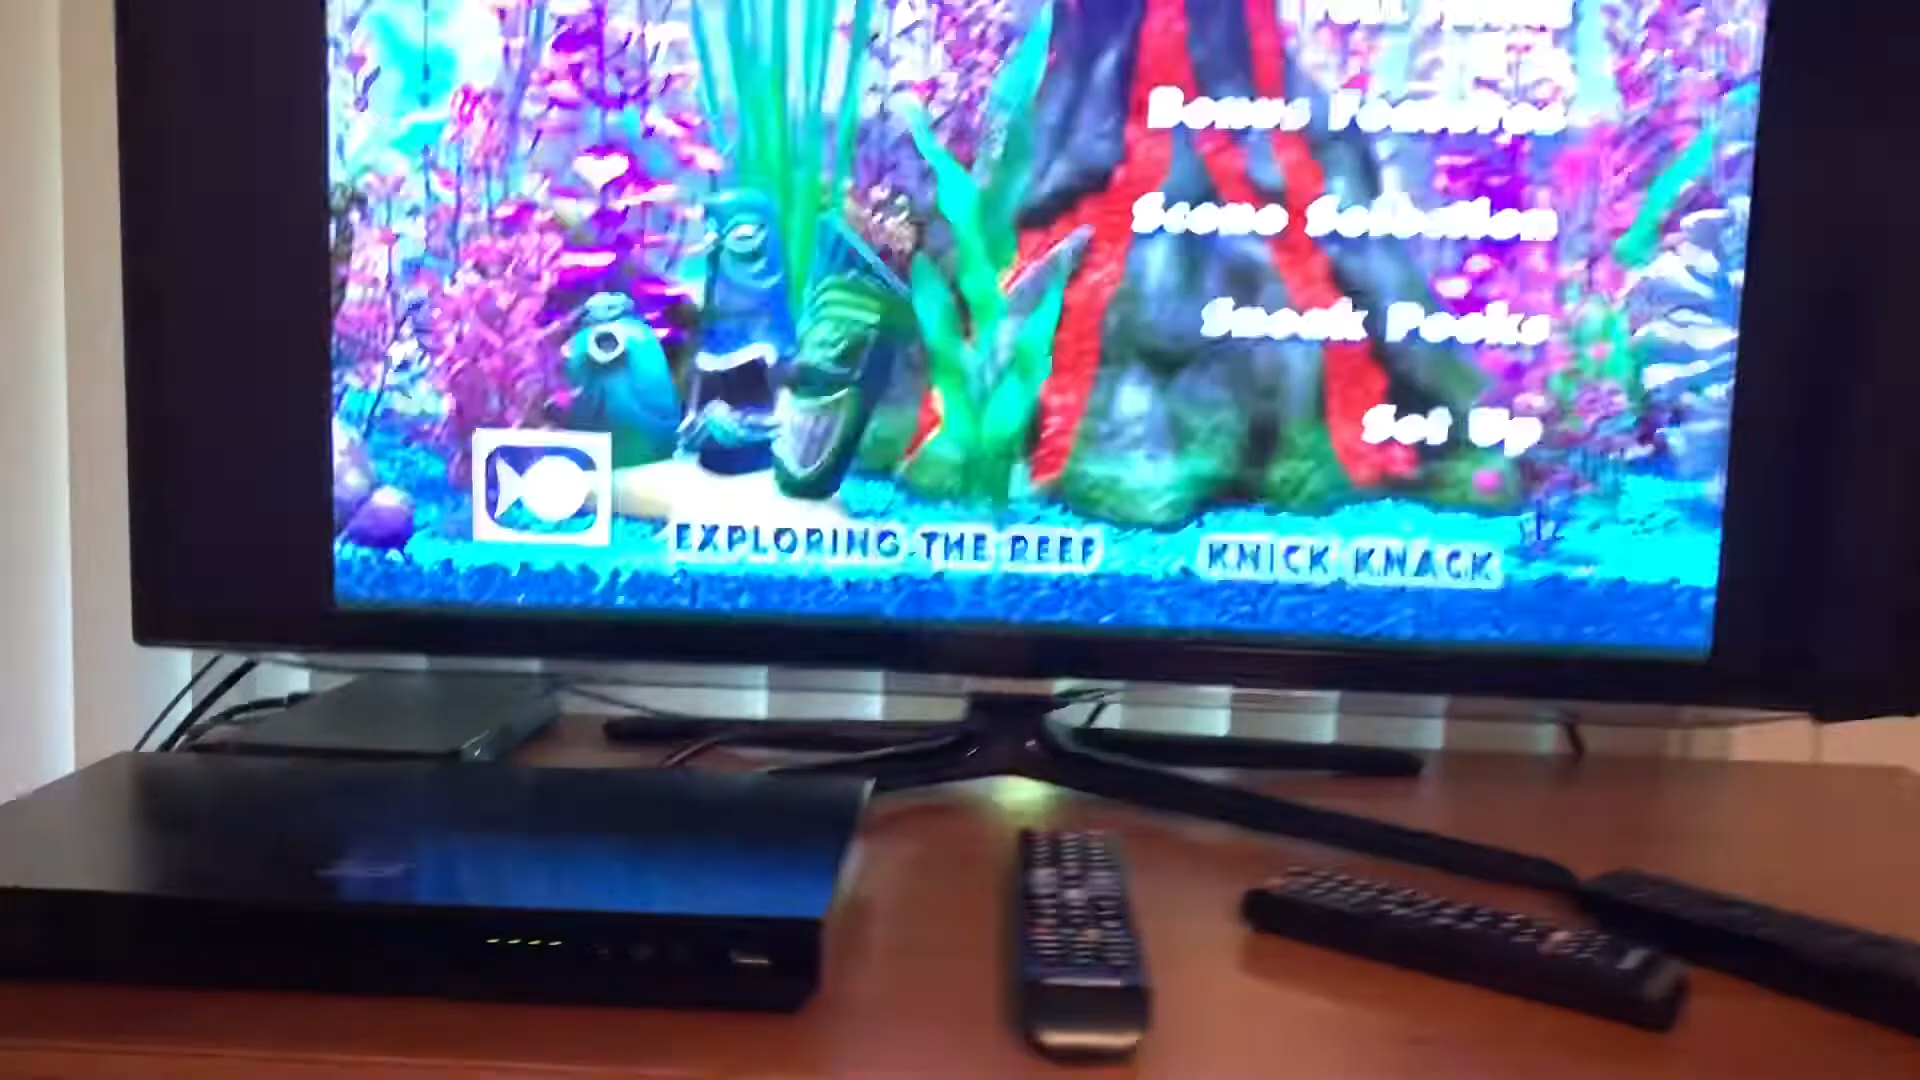 Bonus Features
Scene Selection
Sneak Peeks
Set Up
EXPLORING THE REEF
KNICK KNACK